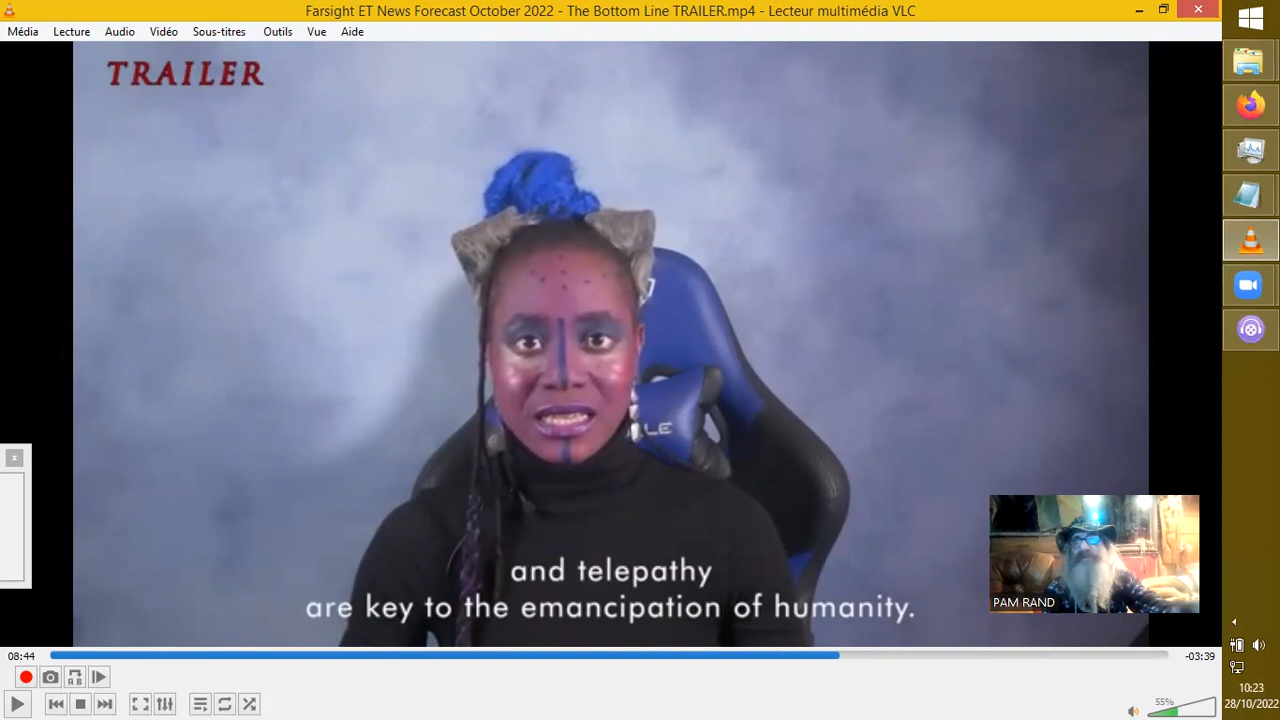 Farsight ET News Forecast October 2022 - The Bottom Line TRAILER.mp4 - Lecteur multimédia VLC
Média Lecture Audio Vidéo Sous-titres Outils Vue Aide
TRAILER
LE
and telepathy
are key to the emancipation of humanity.
PAM RAND
08:44
-03:39
A B
55%
10:23
28/10/2022